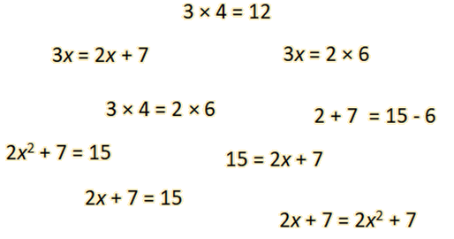 3 × 4 = 12
3x = 2x + 7
3x = 2 × 6
3 × 4 = 2 × 6
2 + 7 = 15 - 6
2x² + 7 = 15
15 = 2x + 7
2x + 7 = 15
2x + 7 = 2x² + 7